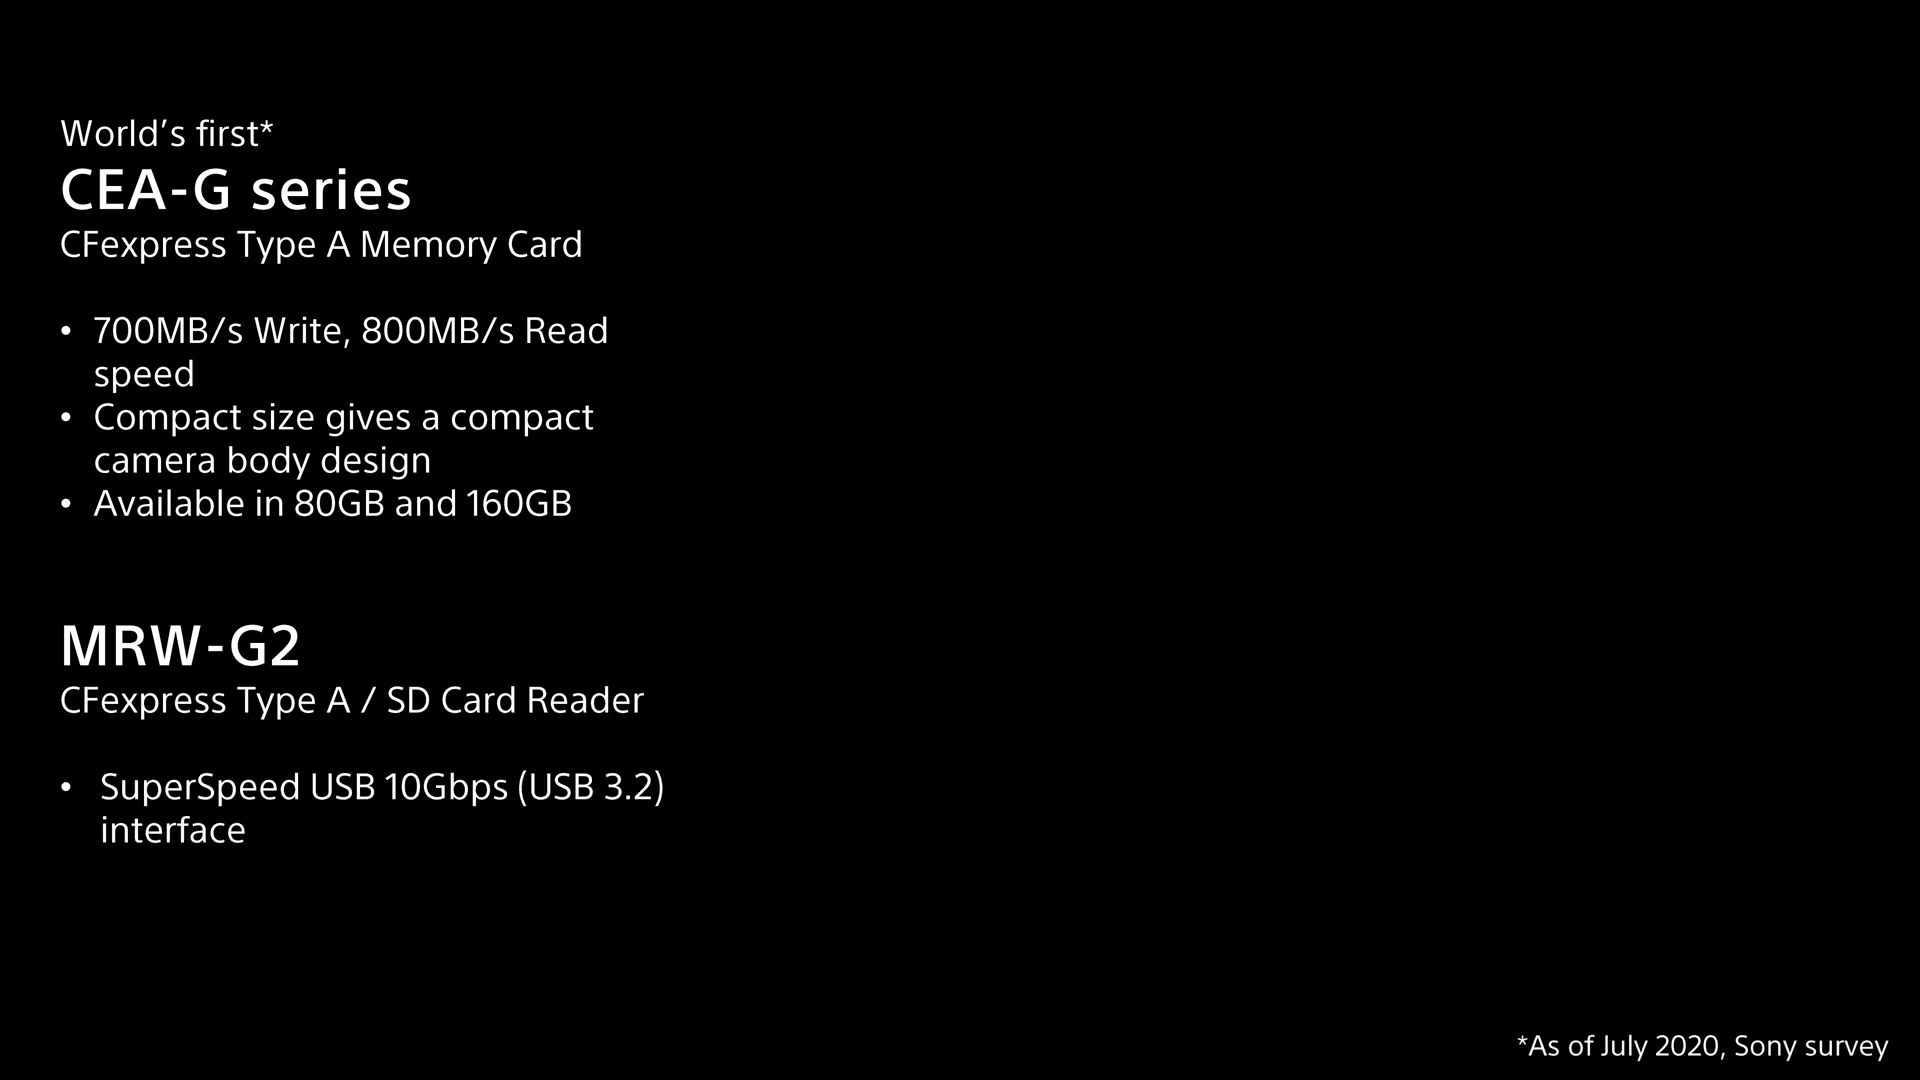 World’s first*
CEA-G series
CFexpress Type A Memory Card
• 700MB/s Write, 800MB/s Read
speed
• Compact size gives a compact
camera body design
• Available in 80GB and 160GB
MRW-G2
CFexpress Type A / SD Card Reader
• SuperSpeed USB 10Gbps (USB 3.2)
interface
*As of July 2020, Sony survey